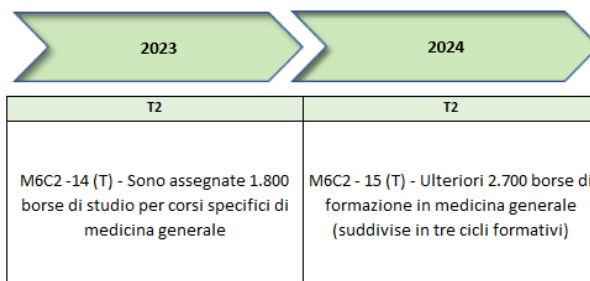 2023
2024
T2
T2
M6C2 -14 (T) - Sono assegnate 1.800
borse di studio per corsi specifici di
medicina generale
M6C2 - 15 (T) - Ulteriori 2.700 borse di
formazione in medicina generale
(suddivise in tre cicli formativi)